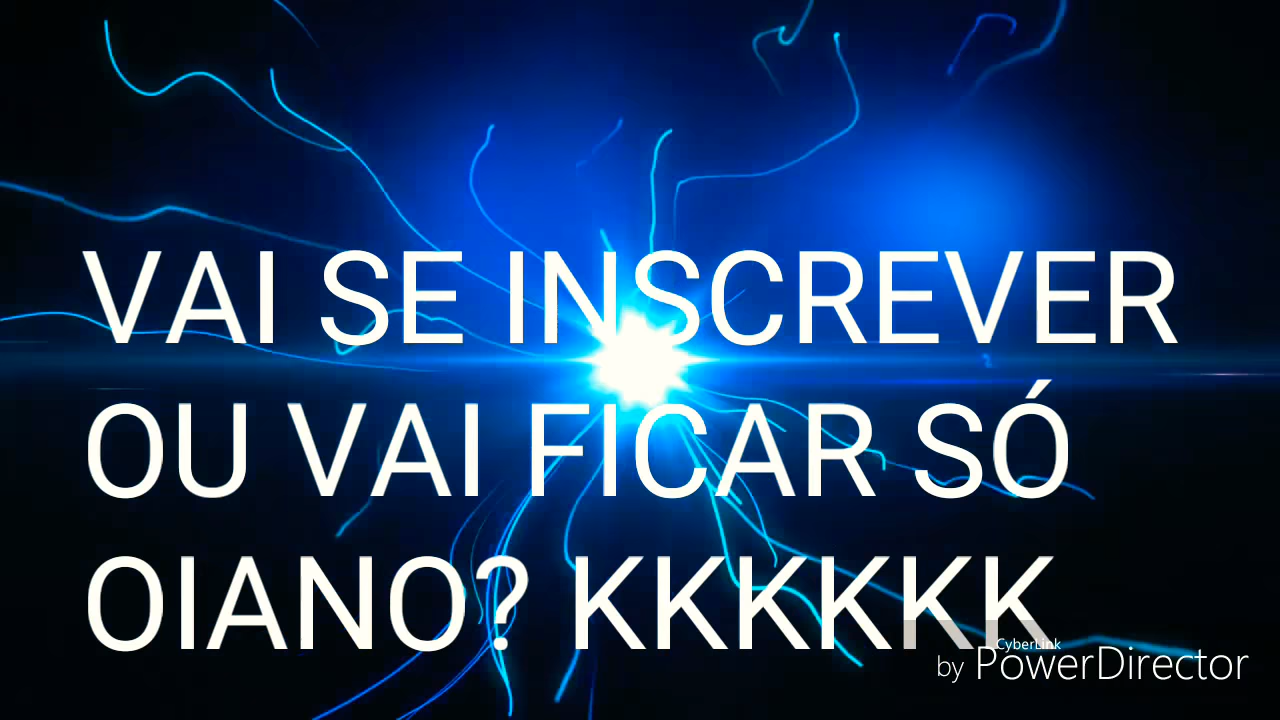 VAI SE INSCREVER
OU VAI FICAR SÓ
OIANO? KKKKKK
CyberLink
by PowerDirector